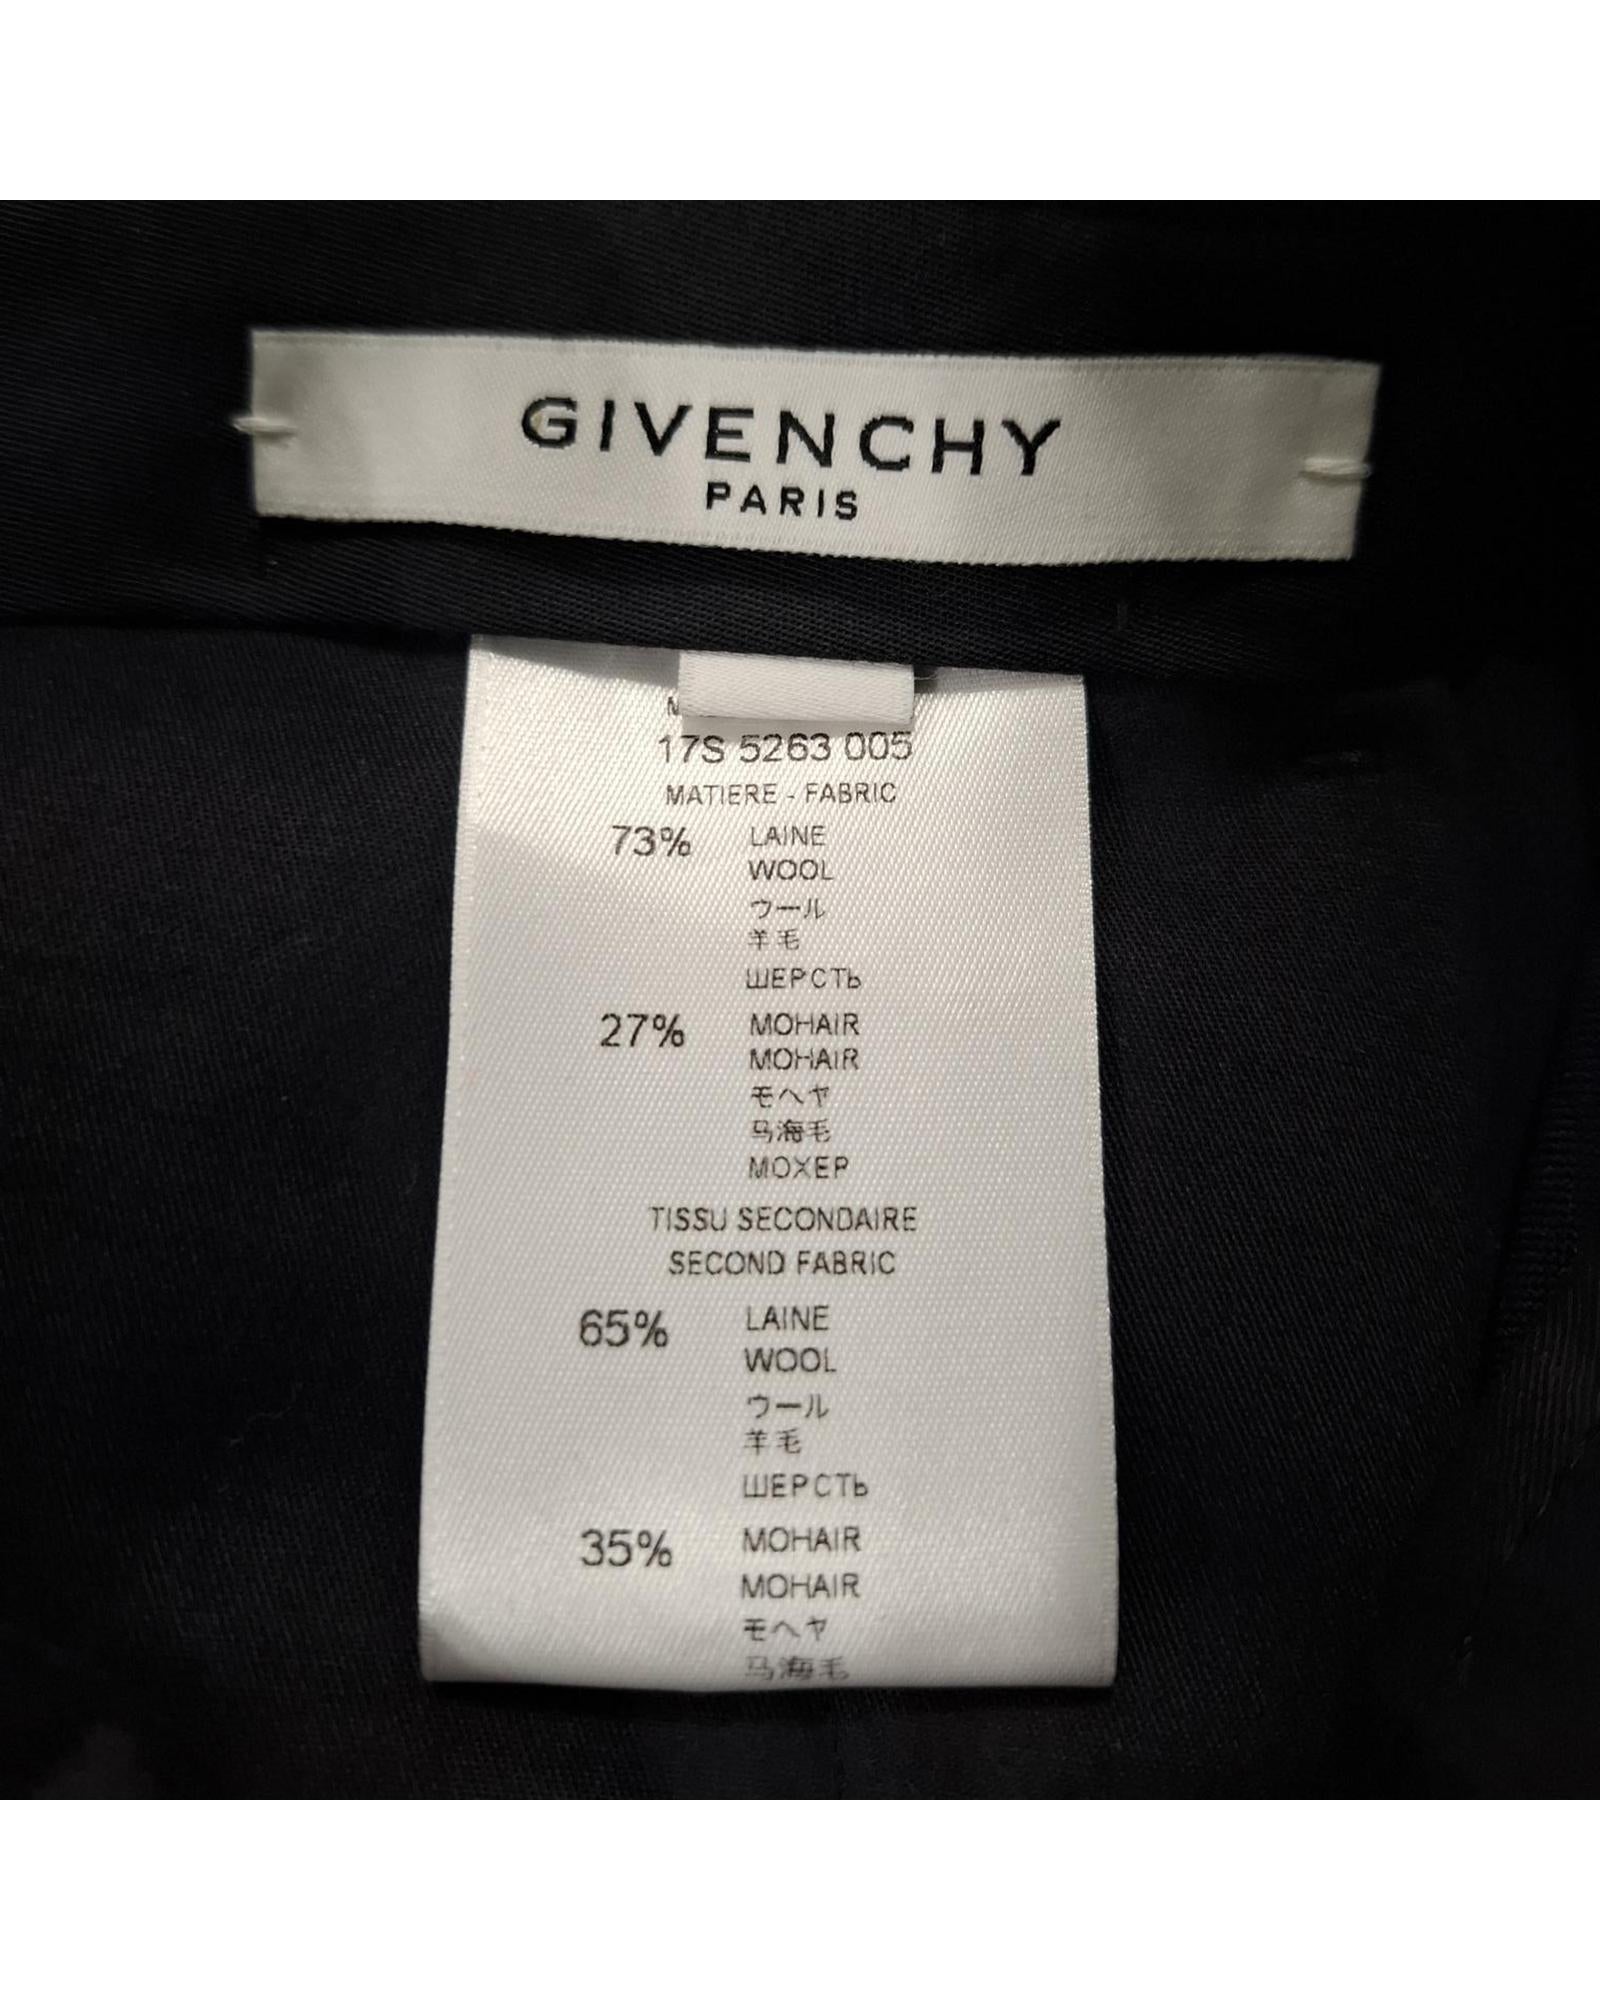 GIVENCHY
PARIS
17S 5263 005
MATIERE - FABRIC
73% LAINE
WOOL
ウール
羊毛
ШЕРСТЬ
27% MOHAIR
MOHAIR
モヘヤ
马海毛
МОХЕР
TISSU SECONDAIRE
SECOND FABRIC
65% LAINE
WOOL
ウール
羊毛
ШЕРСТЬ
35% MOHAIR
MOHAIR
モヘヤ
马海毛